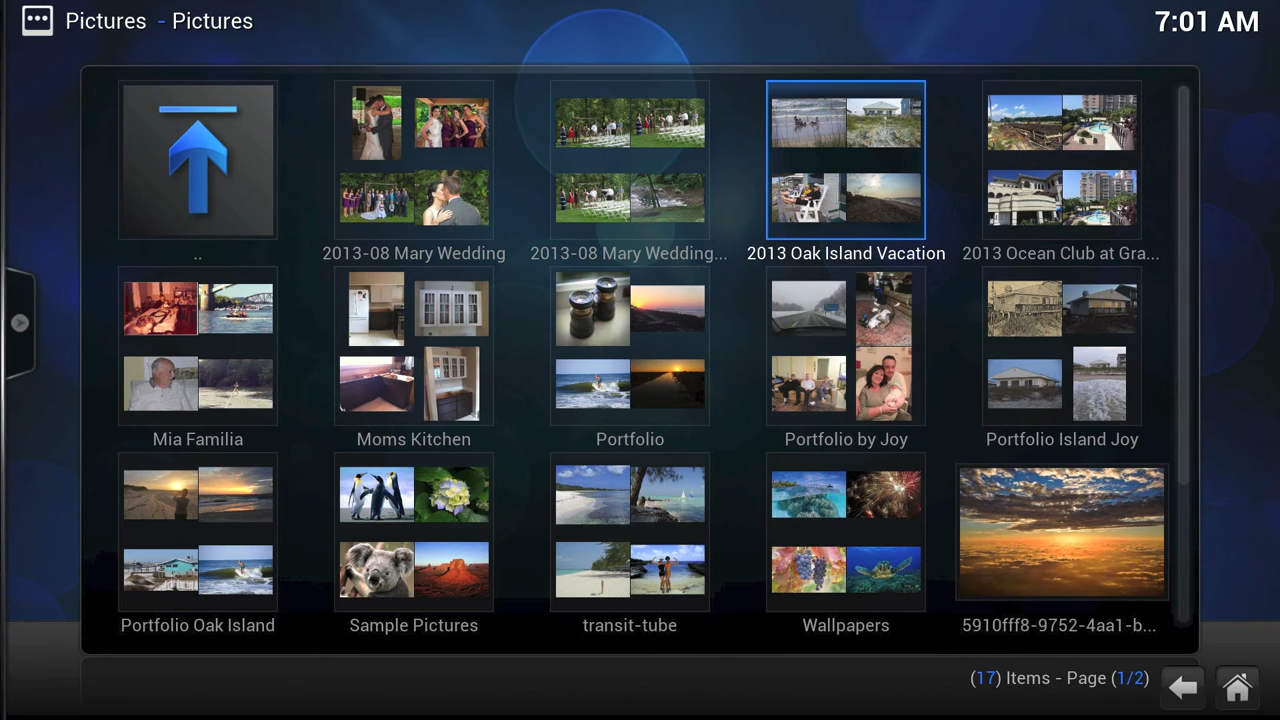 Pictures - Pictures
7:01 AM
..
2013-08 Mary Wedding
2013-08 Mary Wedding...
2013 Oak Island Vacation
2013 Ocean Club at Gra...
Mia Familia
Moms Kitchen
Portfolio
Portfolio by Joy
Portfolio Island Joy
Portfolio Oak Island
Sample Pictures
transit-tube
Wallpapers
5910fff8-9752-4aa1-b...
(17) Items - Page (1/2)